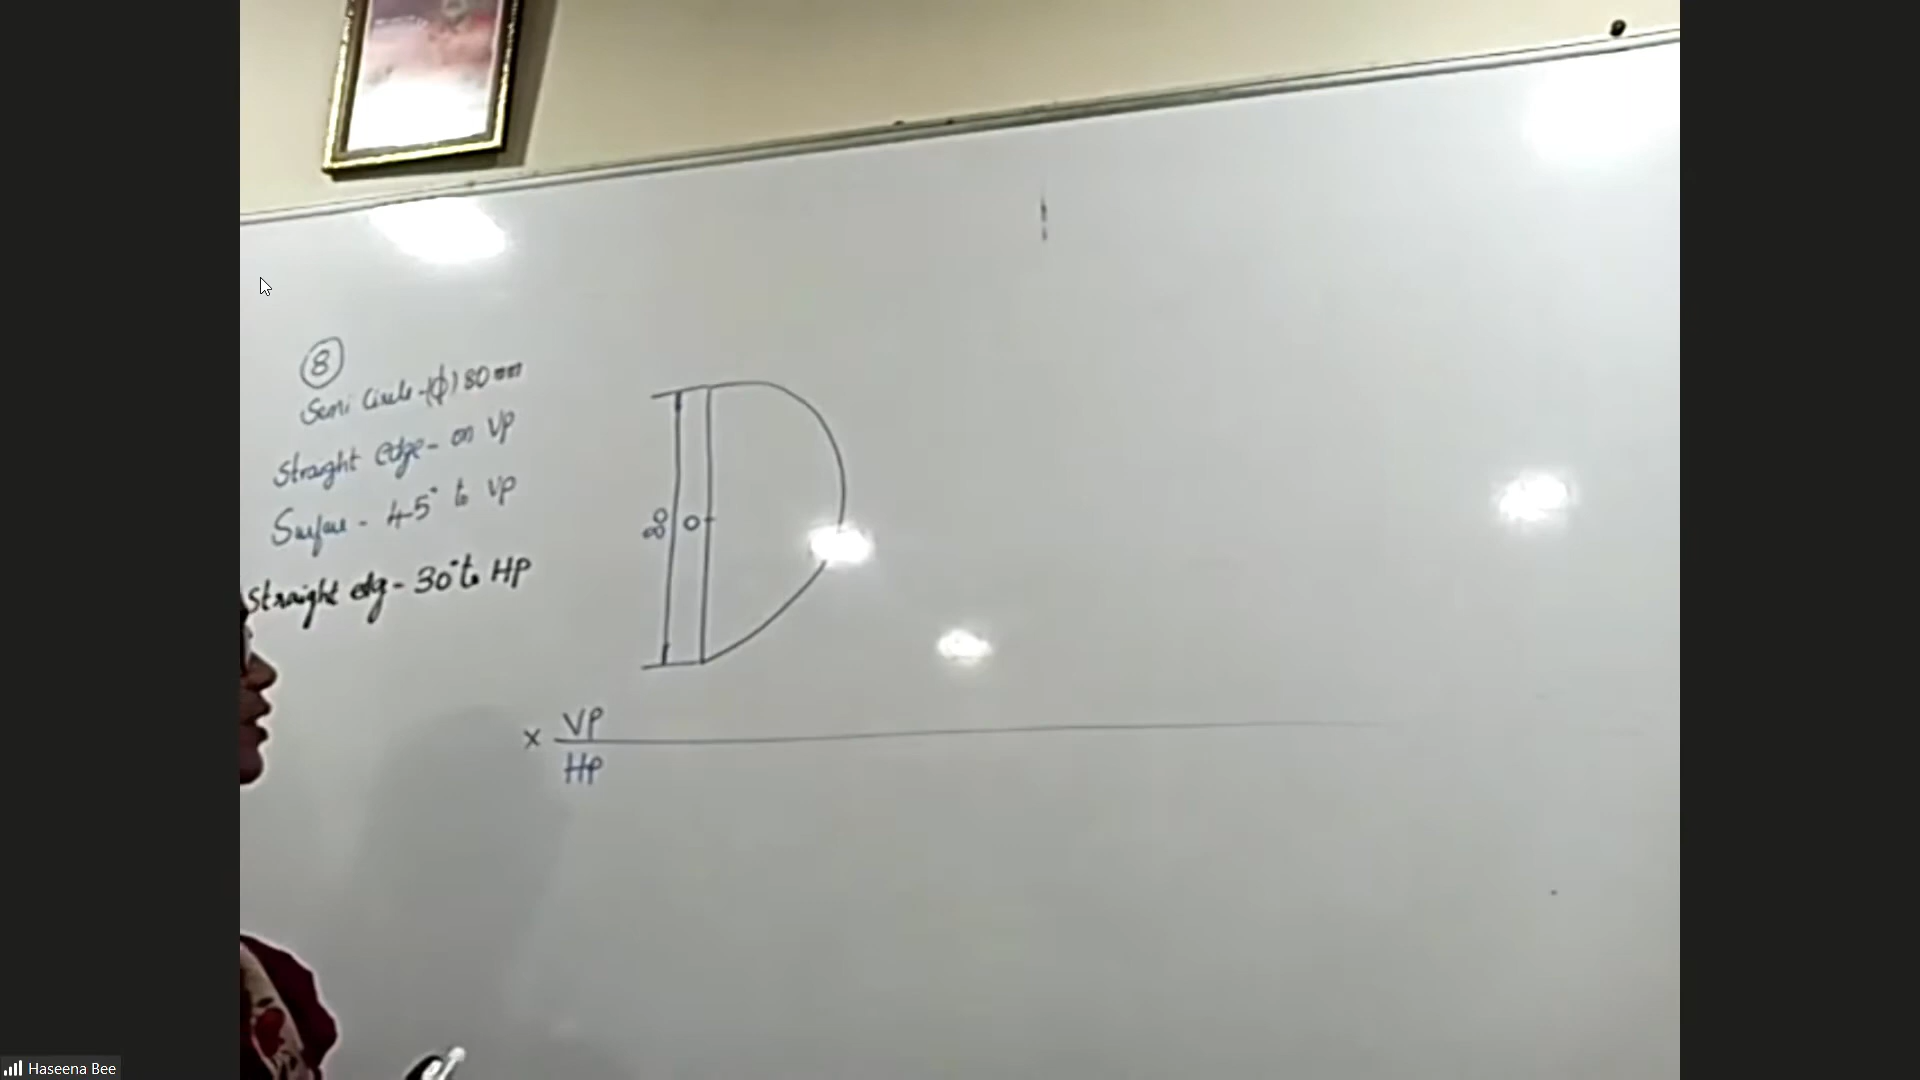 8
Semi Circle - (ϕ) 80 mm
Straight edge - on VP
Surface - 45° to VP
Straight edg - 30° to HP
80
O
X
VP
HP
Haseena Bee